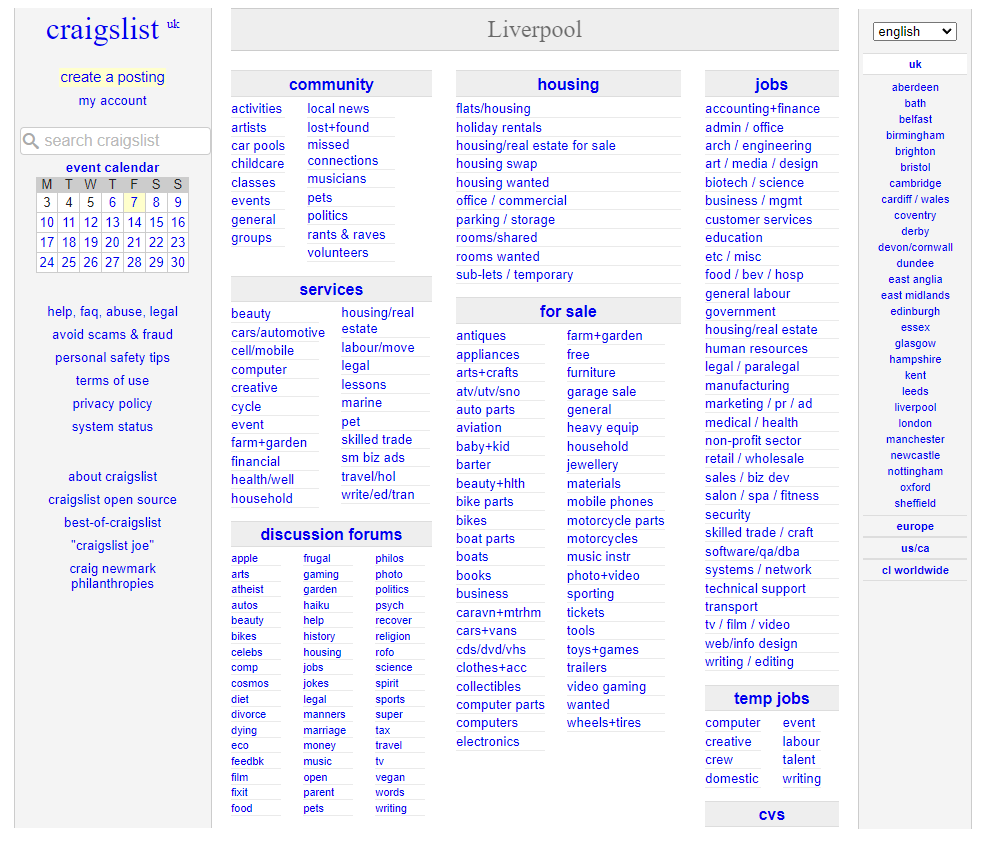 craigslist uk
create a posting
my account
search craigslist
event calendar
M T W T F S S
3 4 5 6 7 8 9
10 11 12 13 14 15 16
17 18 19 20 21 22 23
24 25 26 27 28 29 30
help, faq, abuse, legal
avoid scams & fraud
personal safety tips
terms of use
privacy policy
system status
about craigslist
craigslist open source
best-of-craigslist
"craigslist joe"
craig newmark
philanthropies
Liverpool
community
activities
artists
car pools
childcare
classes
events
general
groups
local news
lost+found
missed
connections
musicians
pets
politics
rants & raves
volunteers
services
beauty
cars/automotive
cell/mobile
computer
creative
cycle
event
farm+garden
financial
health/well
household
housing/real
estate
labour/move
legal
lessons
marine
pet
skilled trade
sm biz ads
travel/hol
write/ed/tran
discussion forums
apple
arts
atheist
autos
beauty
bikes
celebs
comp
cosmos
diet
divorce
dying
eco
feedbk
film
fixit
food
frugal
gaming
garden
haiku
help
history
housing
jobs
jokes
legal
manners
marriage
money
music
open
parent
pets
philos
photo
politics
psych
recover
religion
rofo
science
spirit
sports
super
tax
travel
tv
vegan
words
writing
housing
flats/housing
holiday rentals
housing/real estate for sale
housing swap
housing wanted
office / commercial
parking / storage
rooms/shared
rooms wanted
sub-lets / temporary
for sale
antiques
appliances
arts+crafts
atv/utv/sno
auto parts
aviation
baby+kid
barter
beauty+hlth
bike parts
bikes
boat parts
boats
books
business
caravn+mtrhm
cars+vans
cds/dvd/vhs
clothes+acc
collectibles
computer parts
computers
electronics
farm+garden
free
furniture
garage sale
general
heavy equip
household
jewellery
materials
mobile phones
motorcycle parts
motorcycles
music instr
photo+video
sporting
tickets
tools
toys+games
trailers
video gaming
wanted
wheels+tires
jobs
accounting+finance
admin / office
arch / engineering
art / media / design
biotech / science
business / mgmt
customer services
education
etc / misc
food / bev / hosp
general labour
government
housing/real estate
human resources
legal / paralegal
manufacturing
marketing / pr / ad
medical / health
non-profit sector
retail / wholesale
sales / biz dev
salon / spa / fitness
security
skilled trade / craft
software/qa/dba
systems / network
technical support
transport
tv / film / video
web/info design
writing / editing
temp jobs
computer
creative
crew
domestic
event
labour
talent
writing
cvs
english
uk
aberdeen
bath
belfast
birmingham
brighton
bristol
cambridge
cardiff / wales
coventry
derby
devon/cornwall
dundee
east anglia
east midlands
edinburgh
essex
glasgow
hampshire
kent
leeds
liverpool
london
manchester
newcastle
nottingham
oxford
sheffield
europe
us/ca
cl worldwide